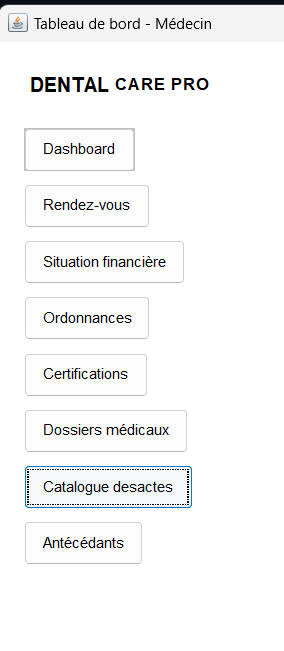 Tableau de bord - Médecin
DENTAL CARE PRO
Dashboard
Rendez-vous
Situation financière
Ordonnances
Certifications
Dossiers médicaux
Catalogue desactes
Antécédants